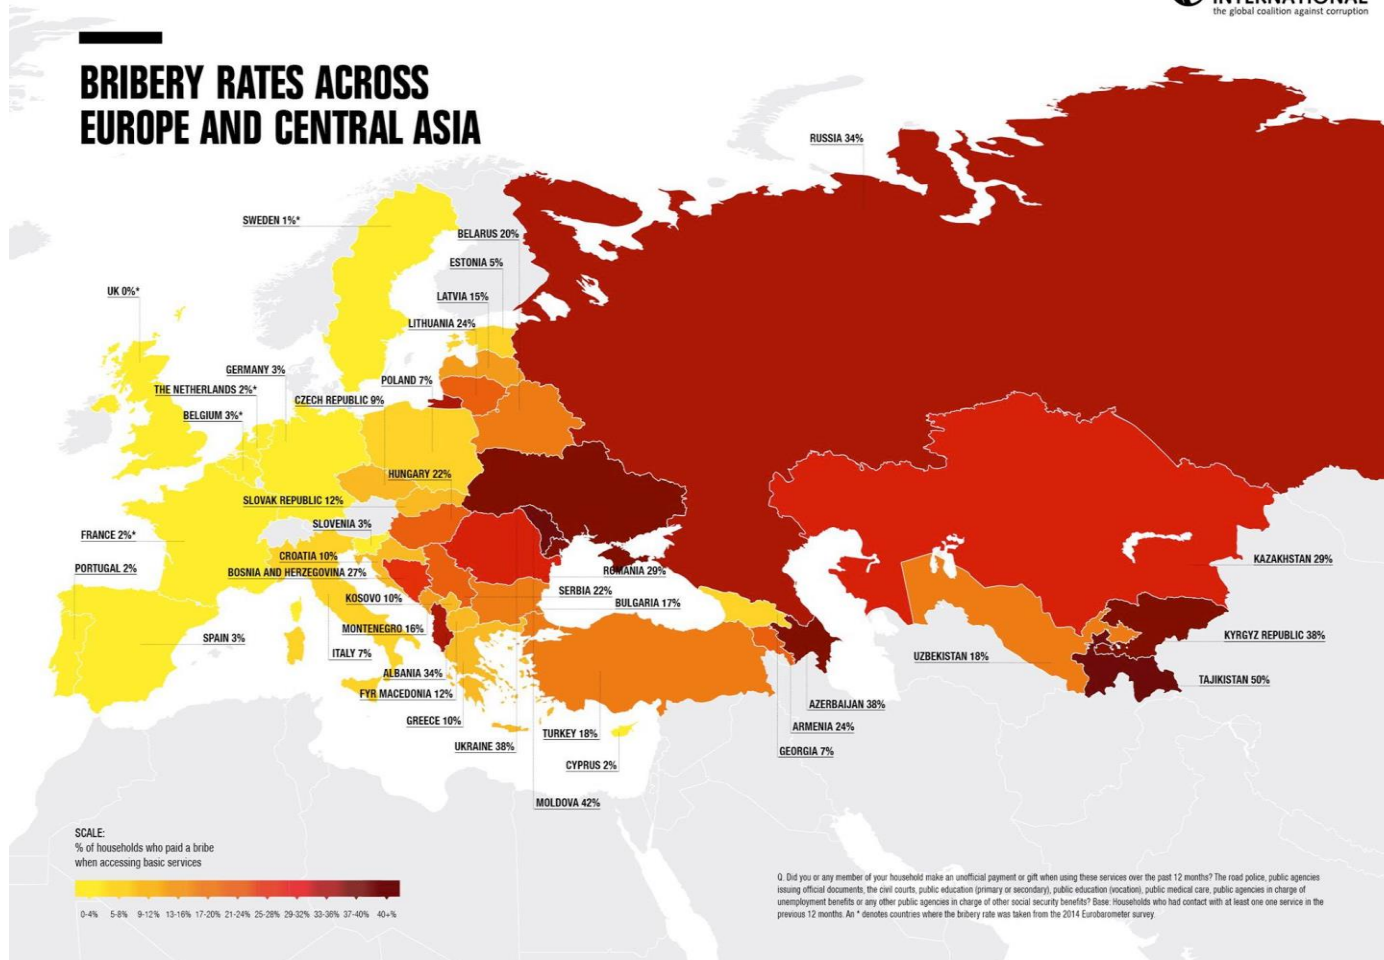 INTERNATIONAL
the global coalition against corruption
BRIBERY RATES ACROSS
EUROPE AND CENTRAL ASIA
RUSSIA 34%
SWEDEN 1%*
BELARUS 20%
ESTONIA 5%
UK 0%*
LATVIA 15%
LITHUANIA 24%
GERMANY 3%
POLAND 7%
THE NETHERLANDS 2%*
CZECH REPUBLIC 9%
BELGIUM 3%*
HUNGARY 22%
SLOVAK REPUBLIC 12%
SLOVENIA 3%
FRANCE 2%*
CROATIA 10%
KAZAKHSTAN 29%
PORTUGAL 2%
BOSNIA AND HERZEGOVINA 27%
ROMANIA 29%
SERBIA 22%
KOSOVO 10%
BULGARIA 17%
MONTENEGRO 16%
SPAIN 3%
KYRGYZ REPUBLIC 38%
ITALY 7%
UZBEKISTAN 18%
ALBANIA 34%
TAJIKISTAN 50%
FYR MACEDONIA 12%
AZERBAIJAN 38%
GREECE 10%
ARMENIA 24%
TURKEY 18%
UKRAINE 38%
GEORGIA 7%
CYPRUS 2%
MOLDOVA 42%
SCALE:
% of households who paid a bribe
when accessing basic services
0-4% 5-8% 9-12% 13-16% 17-20% 21-24% 25-28% 29-32% 33-36% 37-40% 40+%
Q. Did you or any member of your household make an unofficial payment or gift when using these services over the past 12 months? The road police, public agencies
issuing official documents, the civil courts, public education (primary or secondary), public education (vocation), public medical care, public agencies in charge of
unemployment benefits or any other public agencies in charge of other social security benefits? Base: Households who had contact with at least one one service in the
previous 12 months. An * denotes countries where the bribery rate was taken from the 2014 Eurobarometer survey.